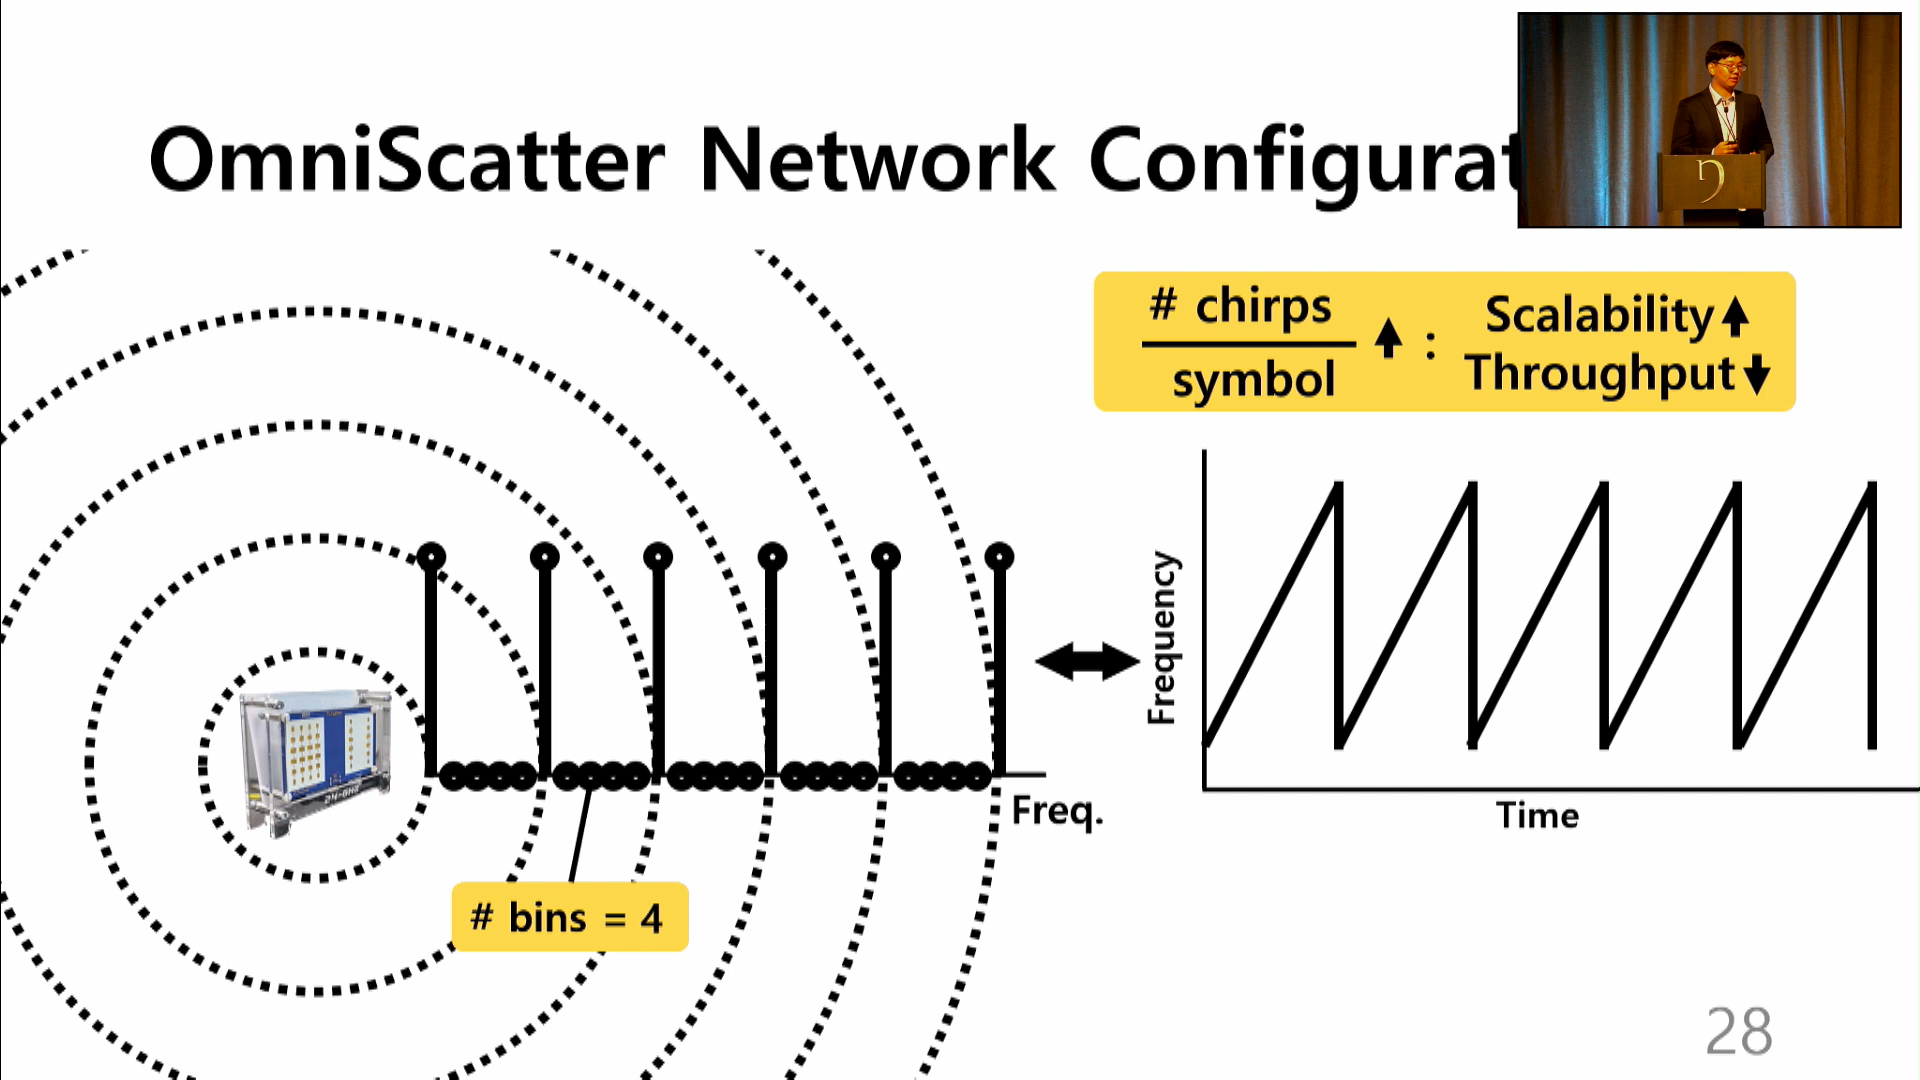 OmniScatter Network Configurat
# chirps
symbol
:
Scalability
Throughput
Frequency
Time
Freq.
# bins = 4
28